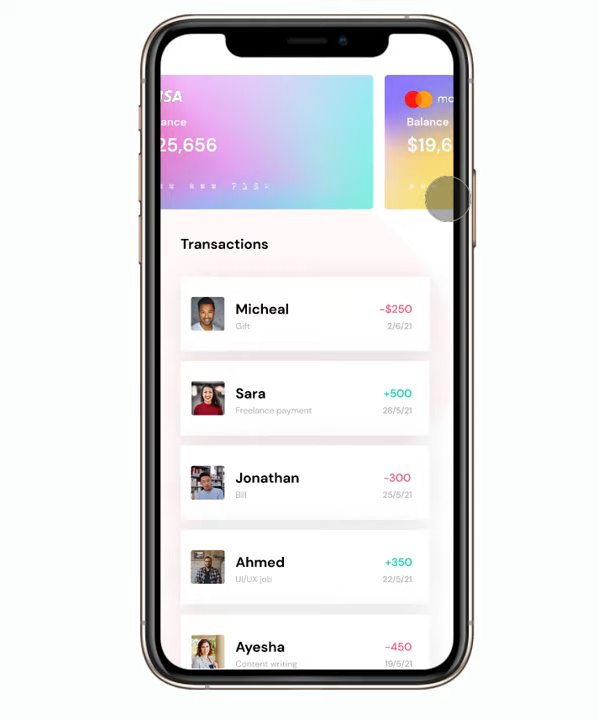 ISA
ance
25,656
718
mo
Balance
$19,6
Transactions
Micheal
-$250
Gift
2/6/21
Sara
+500
Freelance payment
28/5/21
Jonathan
-300
Bill
25/5/21
Ahmed
+350
UI/UX job
22/5/21
Ayesha
-450
Content writing
19/5/21